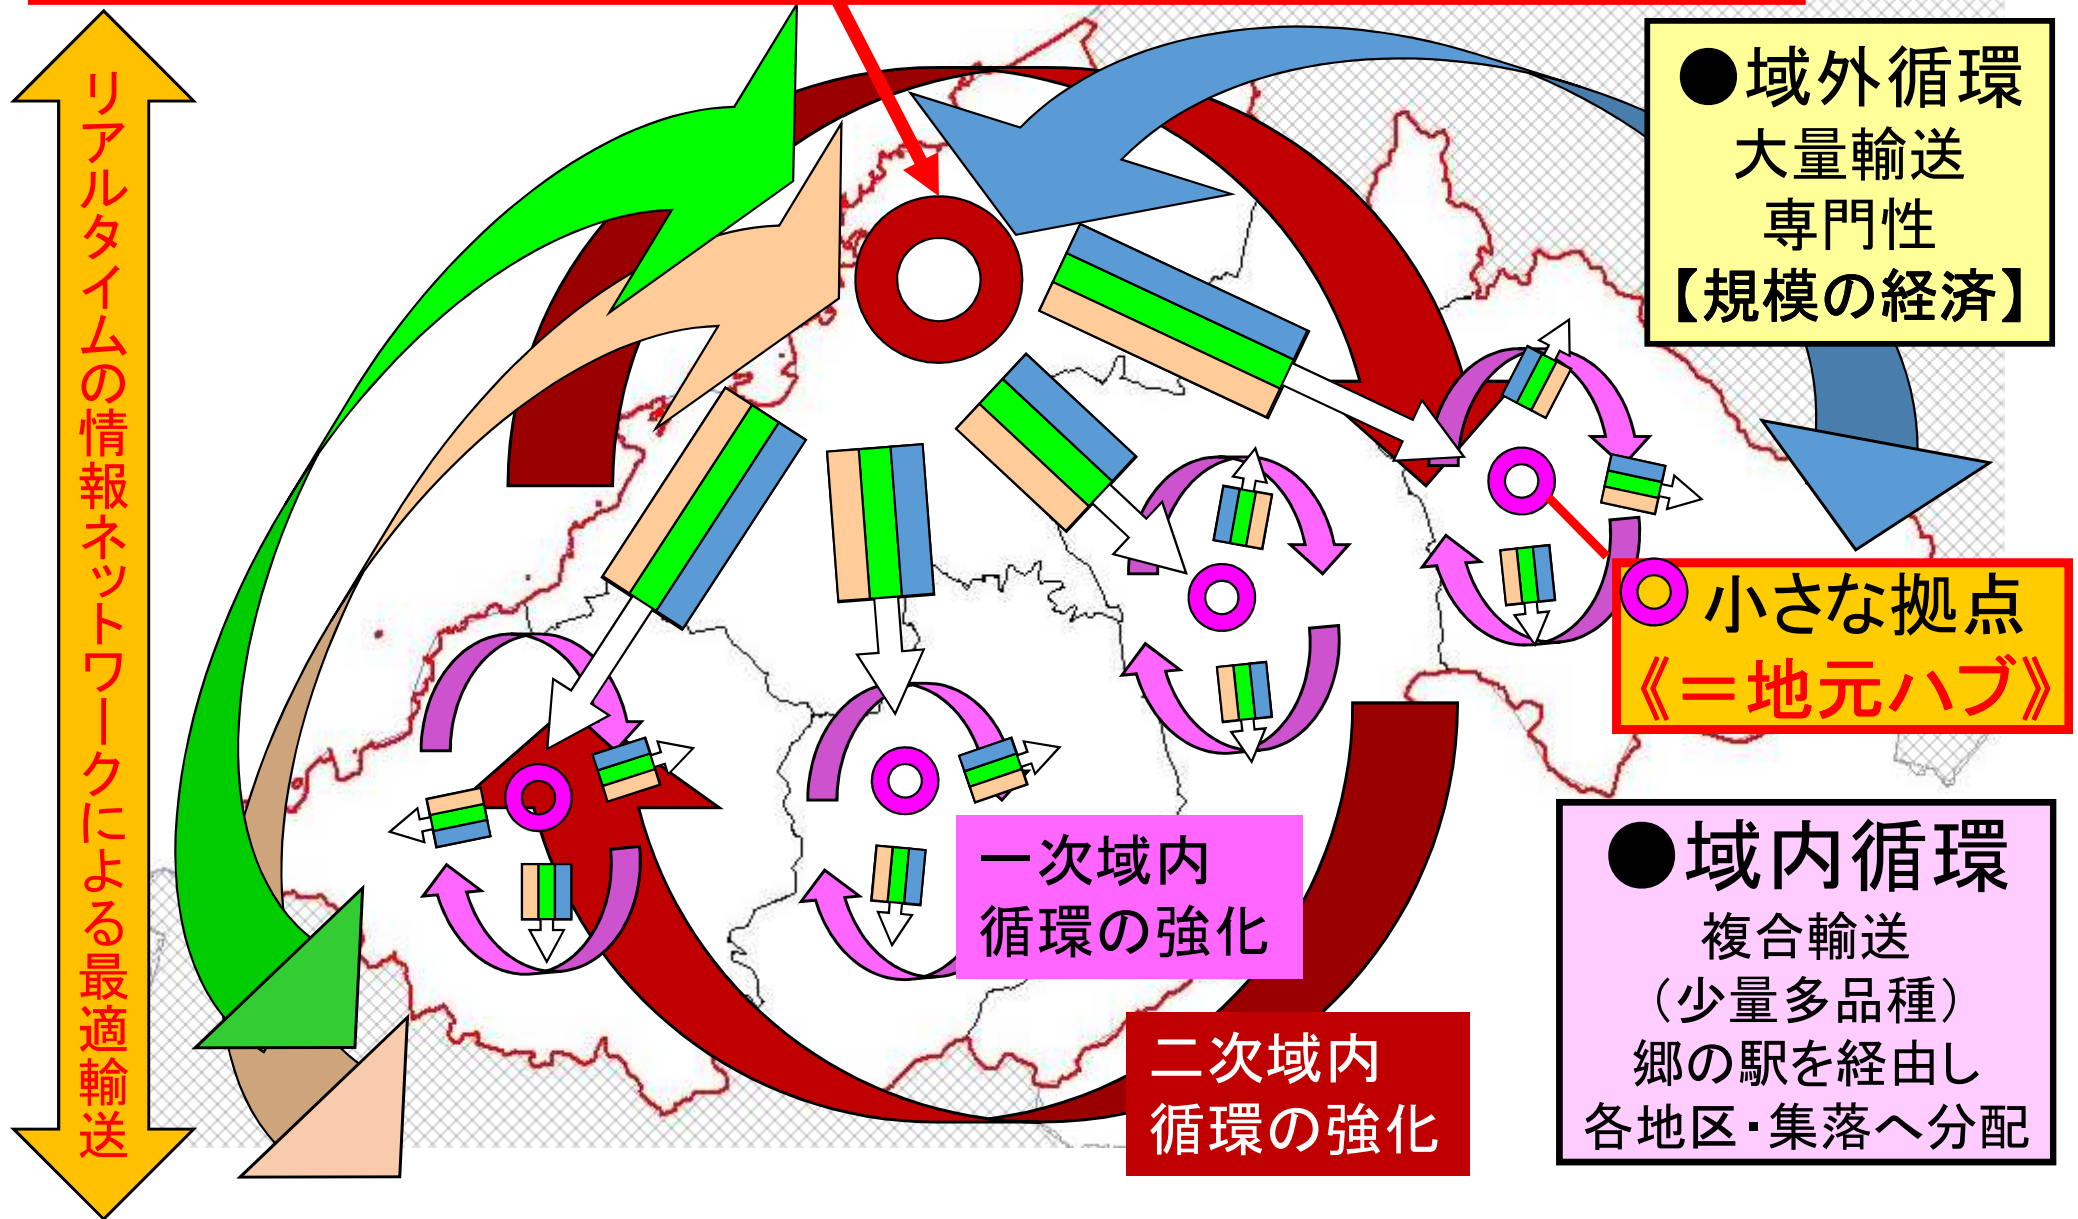 リアルタイムの情報ネットワークによる最適輸送
●域外循環
大量輸送
専門性
【規模の経済】
小さな拠点
《＝地元ハブ》
一次域内
循環の強化
二次域内
循環の強化
●域内循環
複合輸送
（少量多品種）
郷の駅を経由し
各地区・集落へ分配